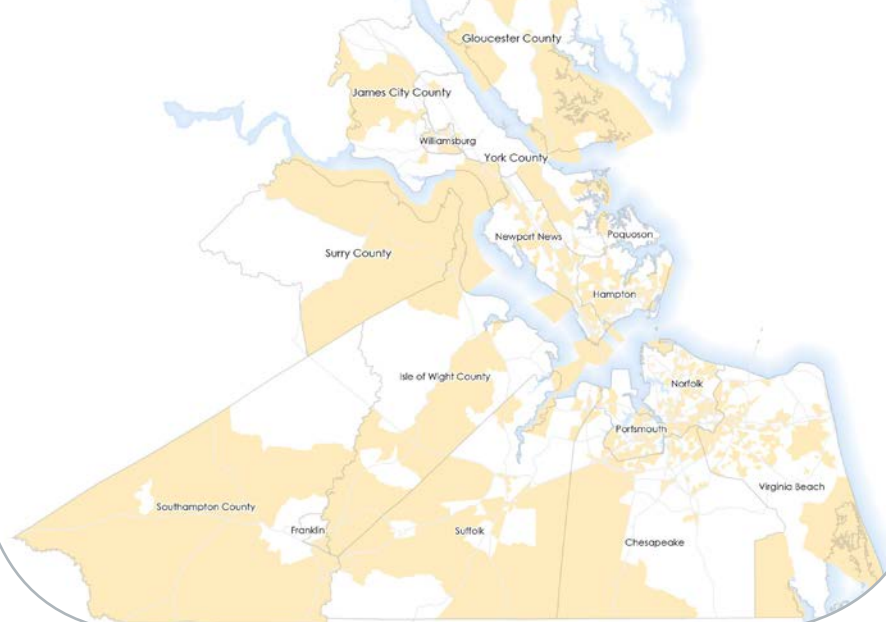 Gloucester County
James City County
Williamsburg
York County
Newport News
Poquoson
Surry County
Hampton
Isle of Wight County
Norfolk
Portsmouth
Virginia Beach
Southampton County
Franklin
Suffolk
Chesapeake